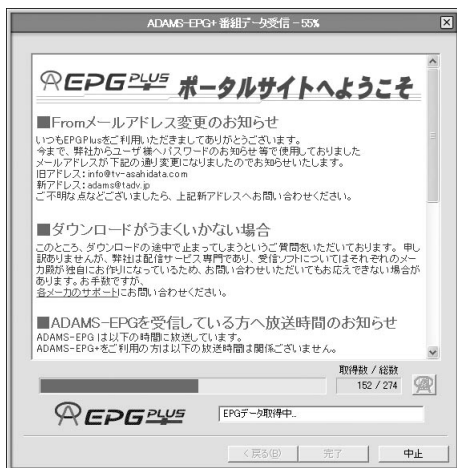 ADAMS-EPG+ 番組データ受信 - 55%
EPG PLUS ポータルサイトへようこそ
■Fromメールアドレス変更のお知らせ
いつもEPGPlusをご利用いただきましてありがとうございます。
今まで、弊社からユーザ様へパスワードのお知らせ等で使用しておりました
メールアドレスが下記の通り変更になりましたのでお知らせいたします。
旧アドレス:info@tv-asahidata.com
新アドレス:adams@tadv.jp
ご不明な点などございましたら、上記新アドレスへお問い合わせください。
■ダウンロードがうまくいかない場合
このところ、ダウンロードの途中で止まってしまうというご質問をいただいております。申し
訳ありませんが、弊社は配信サービス専門であり、受信ソフトについてはそれぞれのメー
カ殿が独自にお作りになっているため、お問い合わせいただいてもお応えできない場合が
あります。お手数ですが、
各メーカのサポートにお問い合わせください。
■ADAMS-EPGを受信している方へ放送時間のお知らせ
ADAMS-EPG は以下の時間に放送しています。
ADAMS-EPG+をご利用の方は以下の放送時間は関係ございません。
取得数 / 総数
152 / 274
EPG PLUS
EPGデータ取得中..
< 戻る(B)
完了
中止